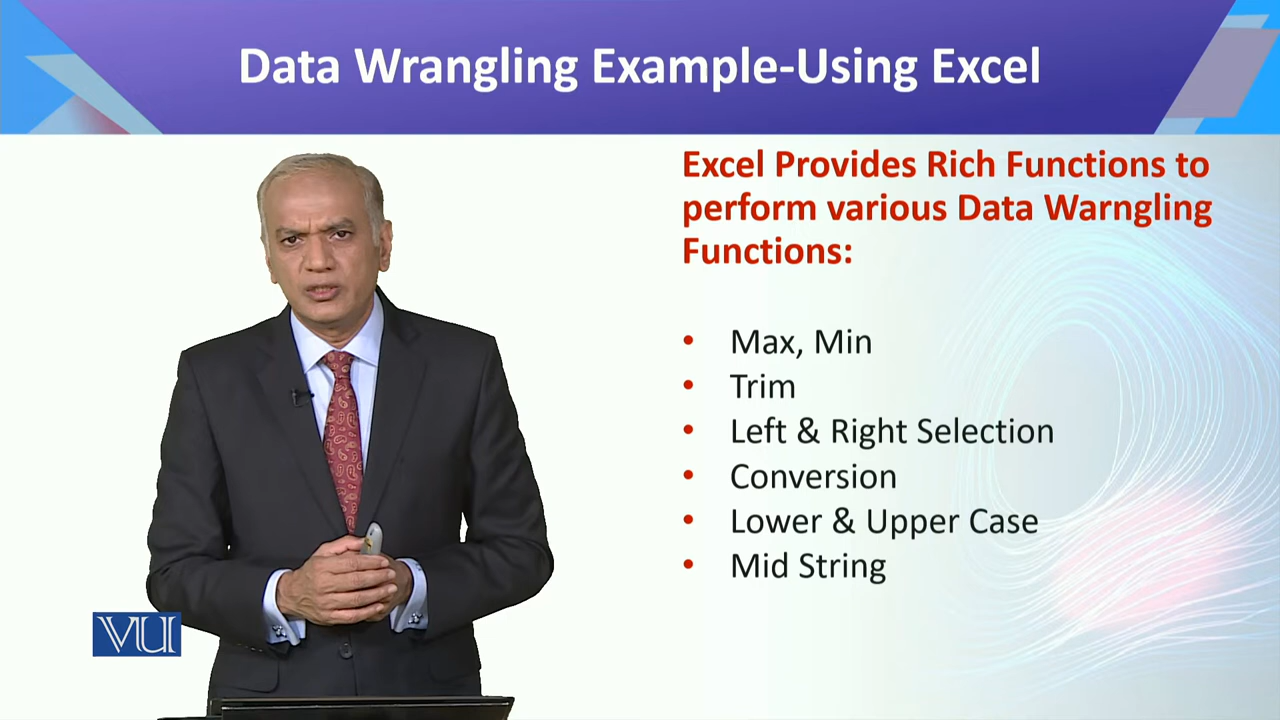 Data Wrangling Example-Using Excel
Excel Provides Rich Functions to
perform various Data Warngling
Functions:
• Max, Min
• Trim
• Left & Right Selection
• Conversion
• Lower & Upper Case
• Mid String
VU